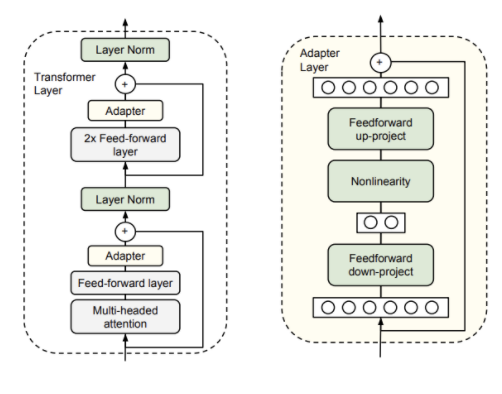 Layer Norm
Transformer
Layer
+
Adapter
2x Feed-forward
layer
Layer Norm
+
Adapter
Feed-forward layer
Multi-headed
attention
Adapter
Layer
+
Feedforward
up-project
Nonlinearity
Feedforward
down-project